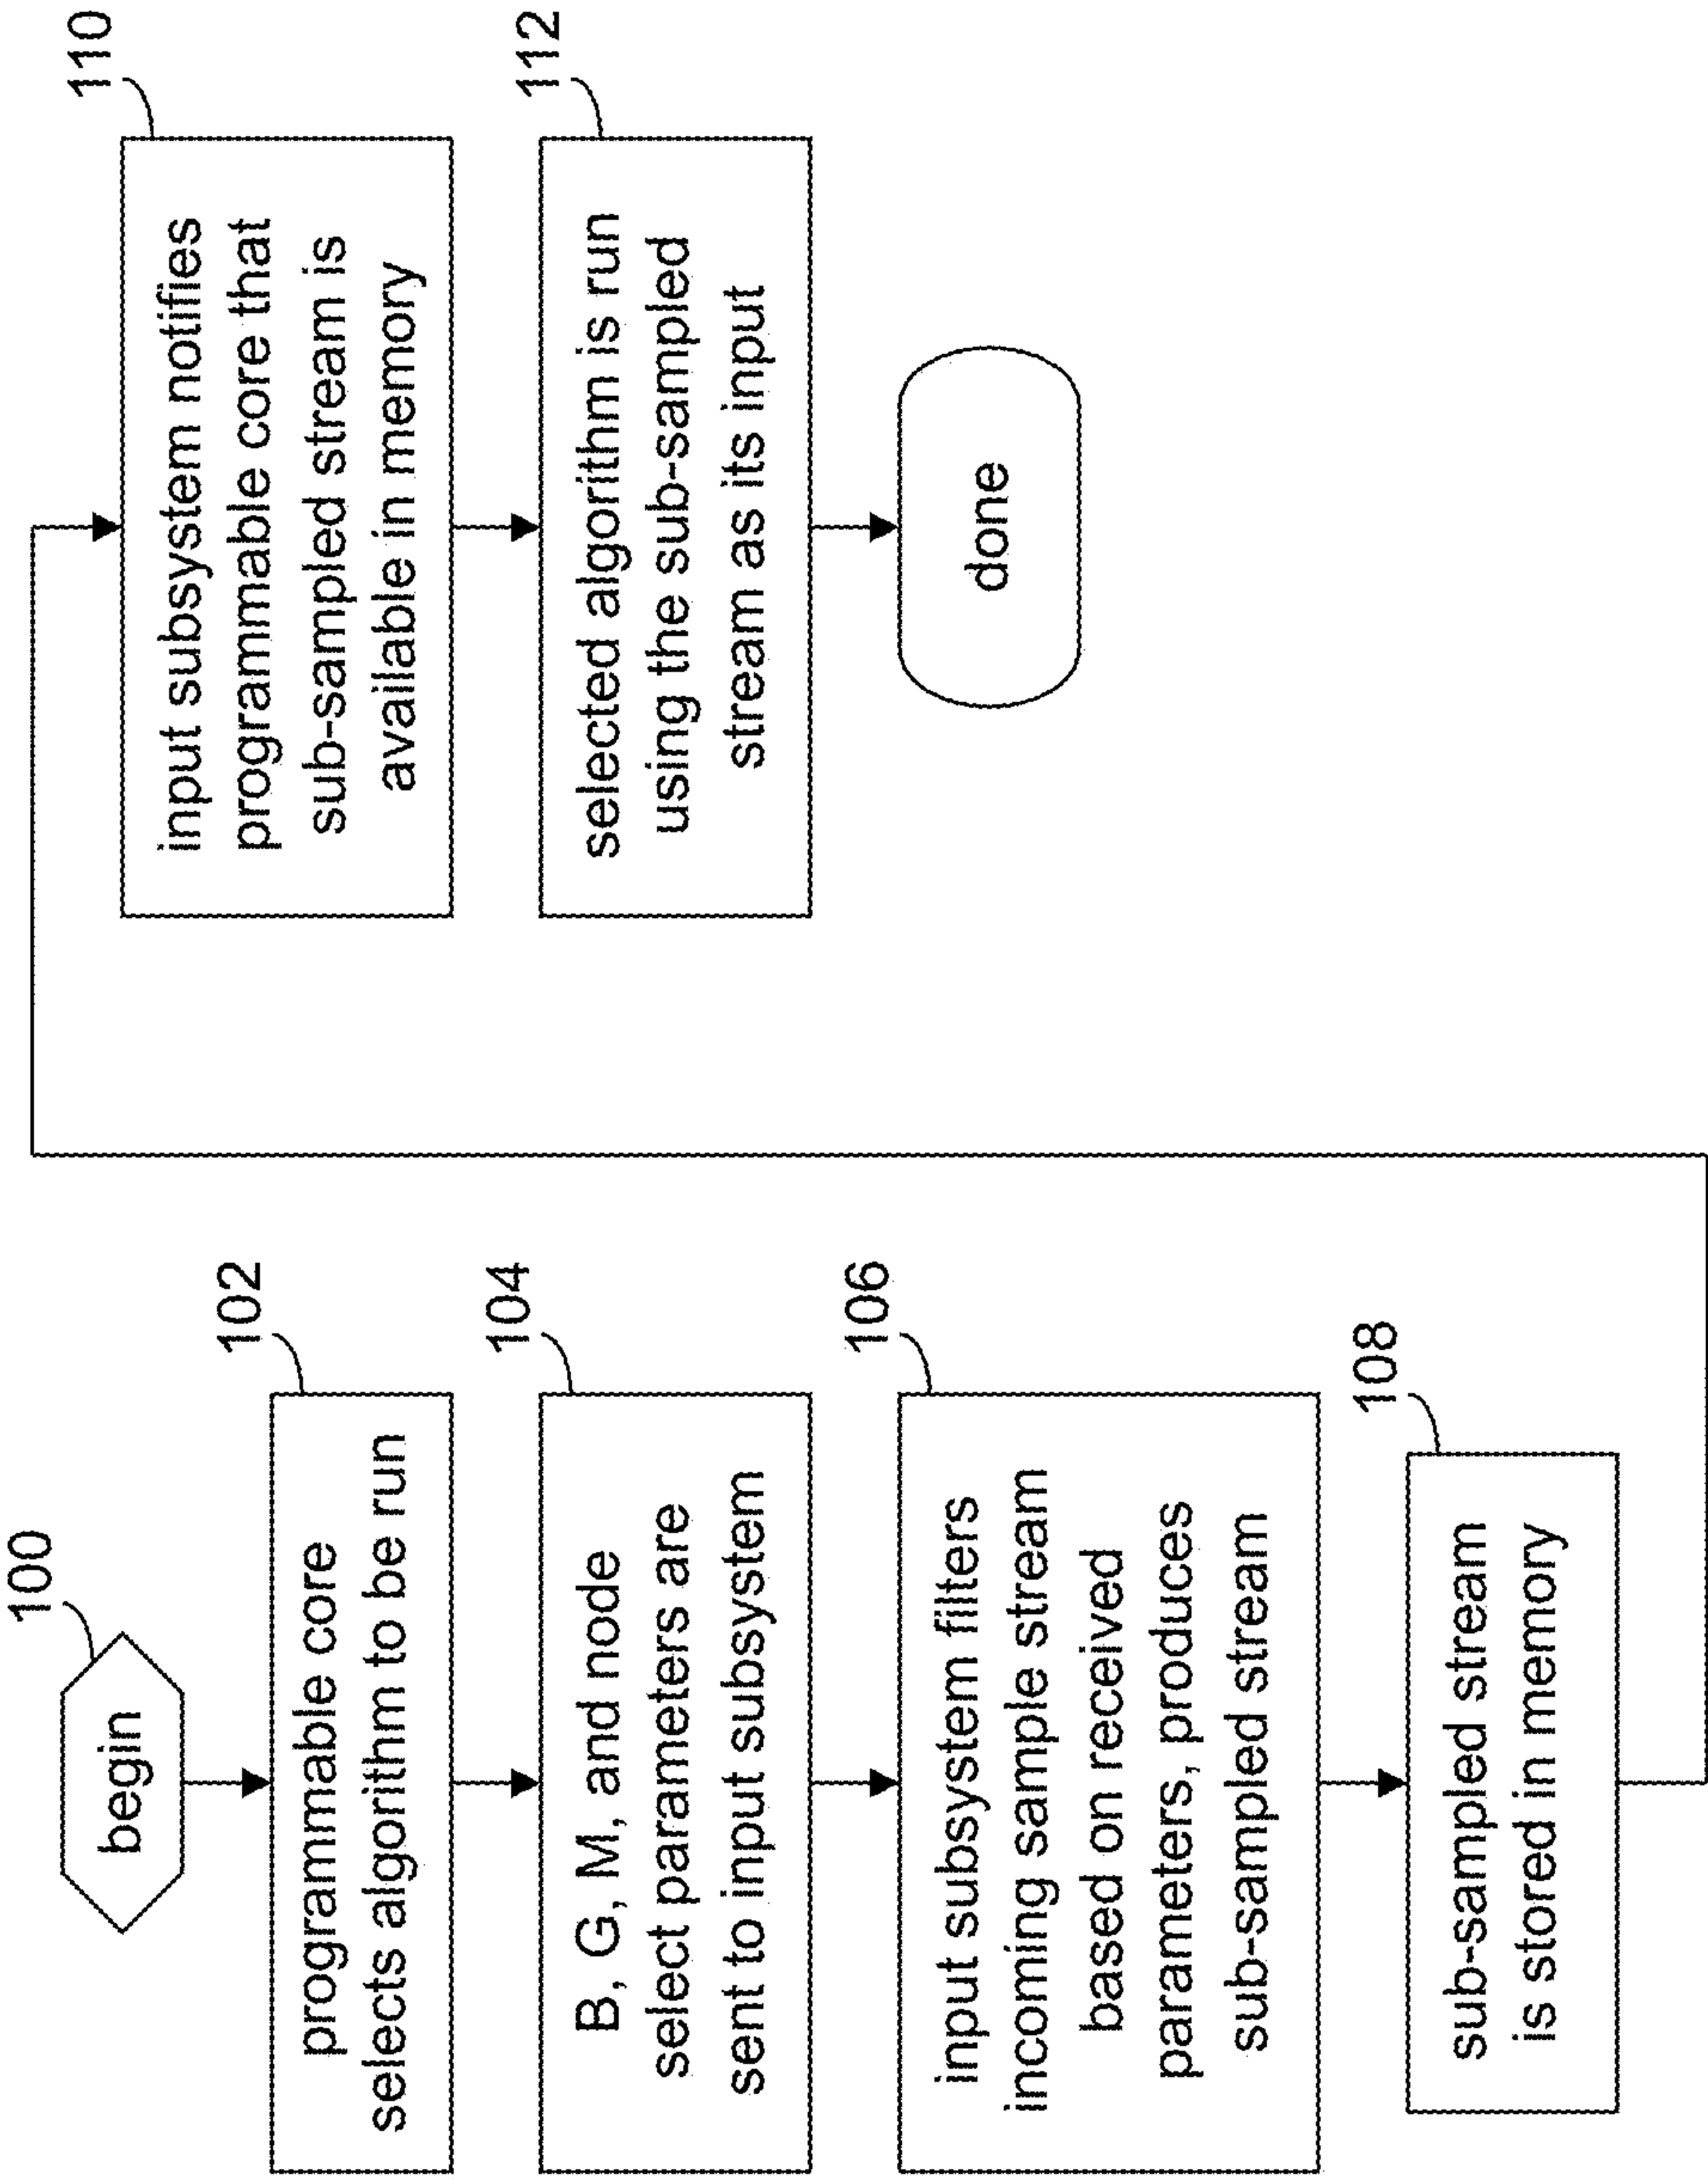 100
begin
102
programmable core
selects algorithm to be run
104
B, G, M, and node
select parameters are
sent to input subsystem
106
input subsystem filters
incoming sample stream
based on received
parameters, produces
sub-sampled stream
108
sub-sampled stream
is stored in memory
110
input subsystem notifies
programmable core that
sub-sampled stream is
available in memory
112
selected algorithm is run
using the sub-sampled
stream as its input
done